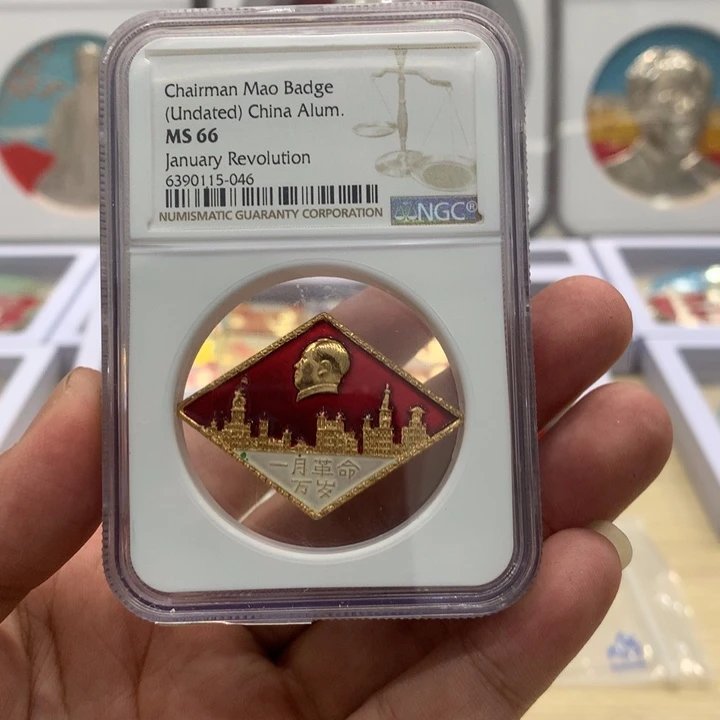 Chairman Mao Badge
(Undated) China Alum.
MS 66
January Revolution
6390115-046
NUMISMATIC GUARANTY CORPORATION
NGC®
一月革命
万岁